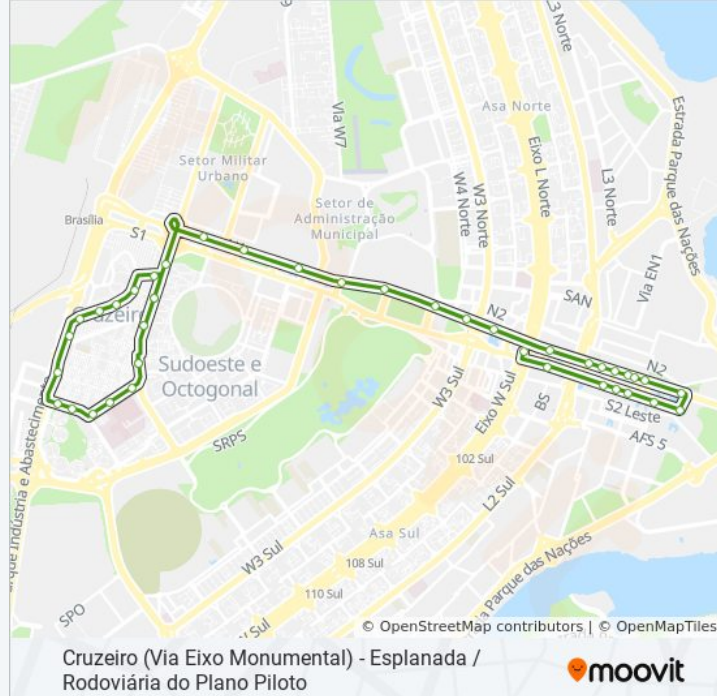 L3 Norte
Asa Norte
Via W7
Eixo L Norte
Estrada Parque das Nações
Setor Militar
Urbano
L3 Norte
W3 Norte
W4 Norte
Setor de
Administração
Municipal
Brasília
S1
Via EN1
SAN
N2
Cruzeiro
N2
Sudoeste e
Octogonal
W3 Sul
Eixo W Sul
BS
S2 Leste
AFS 5
SRPS
102 Sul
L2 Sul
Asa Sul
W3 Sul
108 Sul
110 Sul
Parque das Nações
SPO
W Sul
© OpenStreetMap contributors | © OpenMapTiles
Cruzeiro (Via Eixo Monumental) - Esplanada /
Rodoviária do Plano Piloto
moovit